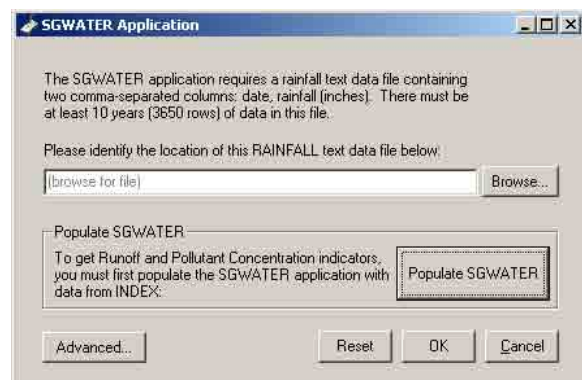 SGWATER Application
The SGWATER application requires a rainfall text data file containing
two comma-separated columns: date, rainfall (inches). There must be
at least 10 years (3650 rows) of data in this file.
Please identify the location of this RAINFALL text data file below:
(browse for file)
Browse...
Populate SGWATER
To get Runoff and Pollutant Concentration indicators,
you must first populate the SGWATER application with
data from INDEX:
Populate SGWATER
Advanced...
Reset
OK
Cancel